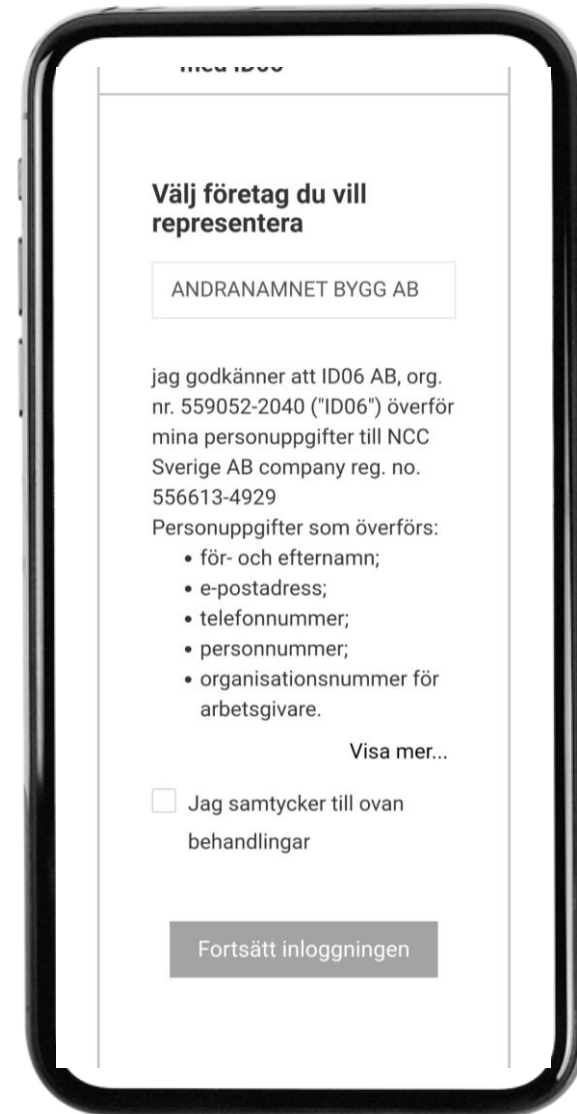 Välj företag du vill
representera
ANDRANAMNET BYGG AB
jag godkänner att ID06 AB, org.
nr. 559052-2040 ("ID06") överför
mina personuppgifter till NCC
Sverige AB company reg. no.
556613-4929
Personuppgifter som överförs:
• för- och efternamn;
• e-postadress;
• telefonnummer;
• personnummer;
• organisationsnummer för
arbetsgivare.
Visa mer...
Jag samtycker till ovan
behandlingar
Fortsätt inloggningen